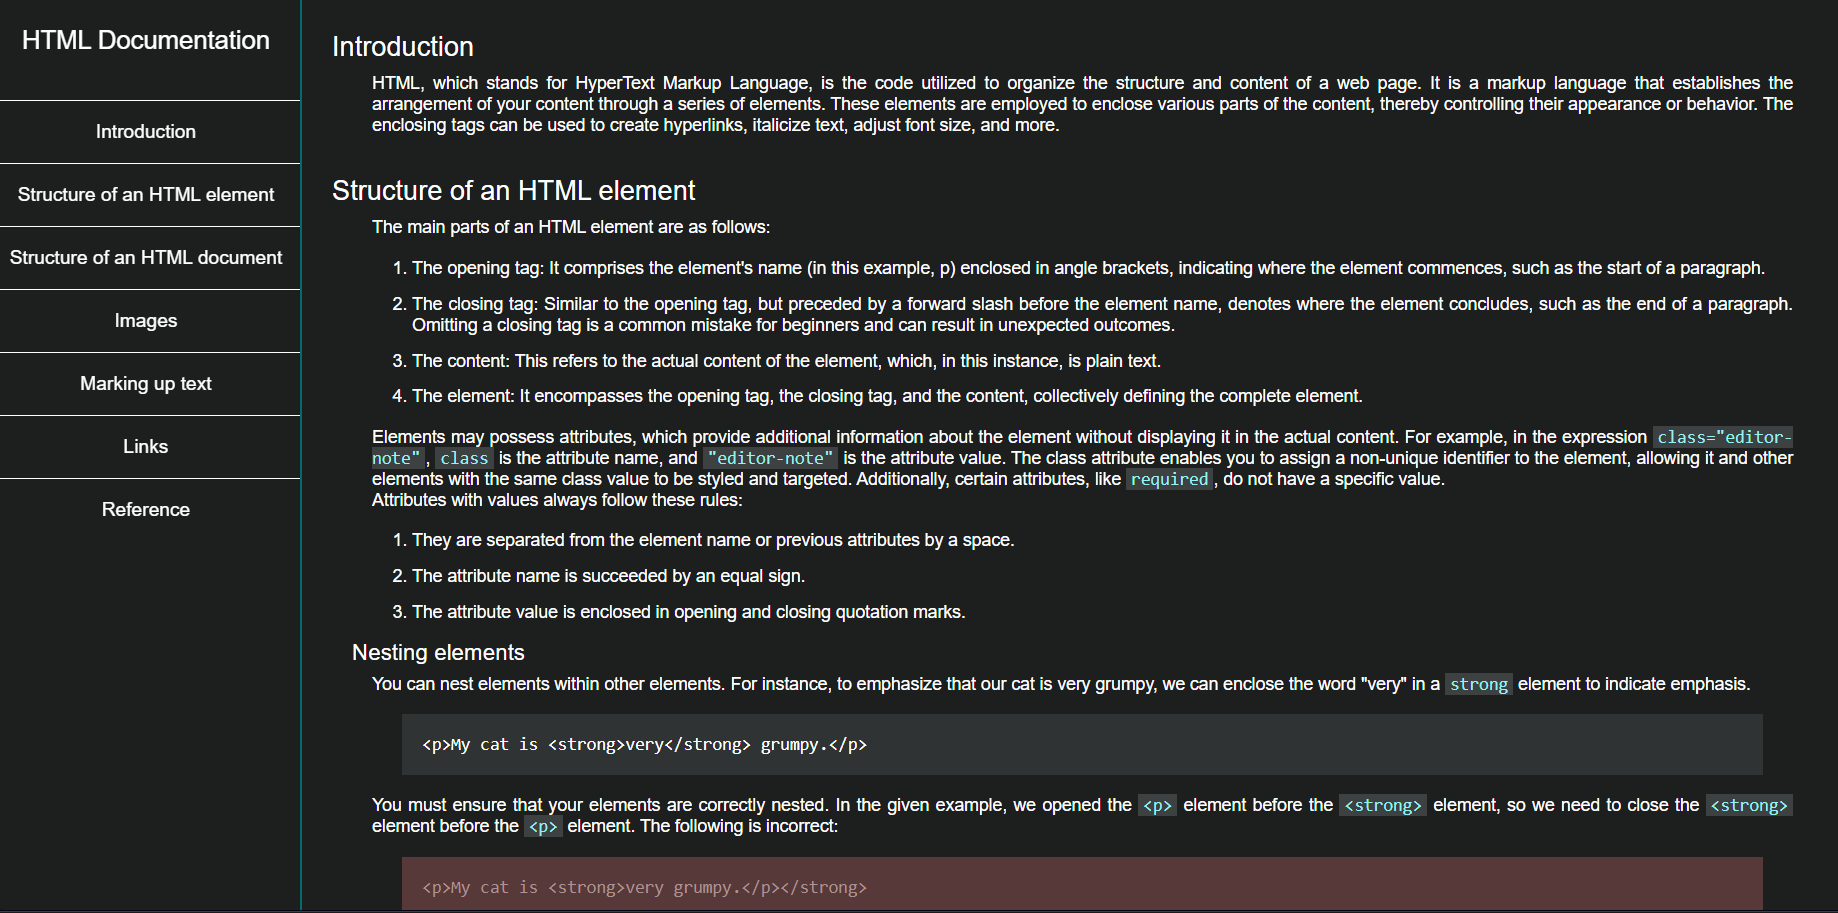 HTML Documentation
Introduction
Structure of an HTML element
Structure of an HTML document
Images
Marking up text
Links
Reference
Introduction
HTML, which stands for HyperText Markup Language, is the code utilized to organize the structure and content of a web page. It is a markup language that establishes the
arrangement of your content through a series of elements. These elements are employed to enclose various parts of the content, thereby controlling their appearance or behavior. The
enclosing tags can be used to create hyperlinks, italicize text, adjust font size, and more.
Structure of an HTML element
The main parts of an HTML element are as follows:
1. The opening tag: It comprises the element's name (in this example, p) enclosed in angle brackets, indicating where the element commences, such as the start of a paragraph.
2. The closing tag: Similar to the opening tag, but preceded by a forward slash before the element name, denotes where the element concludes, such as the end of a paragraph.
Omitting a closing tag is a common mistake for beginners and can result in unexpected outcomes.
3. The content: This refers to the actual content of the element, which, in this instance, is plain text.
4. The element: It encompasses the opening tag, the closing tag, and the content, collectively defining the complete element.
Elements may possess attributes, which provide additional information about the element without displaying it in the actual content. For example, in the expression class="editor-
note", class is the attribute name, and "editor-note" is the attribute value. The class attribute enables you to assign a non-unique identifier to the element, allowing it and other
elements with the same class value to be styled and targeted. Additionally, certain attributes, like required, do not have a specific value.
Attributes with values always follow these rules:
1. They are separated from the element name or previous attributes by a space.
2. The attribute name is succeeded by an equal sign.
3. The attribute value is enclosed in opening and closing quotation marks.
Nesting elements
You can nest elements within other elements. For instance, to emphasize that our cat is very grumpy, we can enclose the word "very" in a strong element to indicate emphasis.
<p>My cat is <strong>very</strong> grumpy.</p>
You must ensure that your elements are correctly nested. In the given example, we opened the <p> element before the <strong> element, so we need to close the <strong>
element before the <p> element. The following is incorrect:
<p>My cat is <strong>very grumpy.</p></strong>